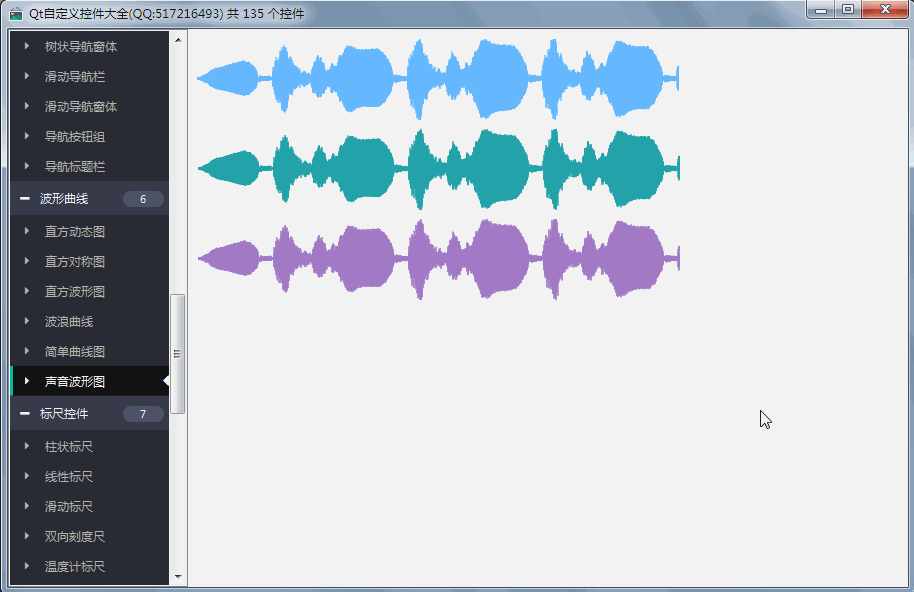 Qt自定义控件大全(QQ:517216493) 共 135 个控件
树状导航窗体
滑动导航栏
滑动导航窗体
导航按钮组
导航标题栏
波形曲线 6
直方动态图
直方对称图
直方波形图
波浪曲线
简单曲线图
声音波形图
标尺控件 7
柱状标尺
线性标尺
滑动标尺
双向刻度尺
温度计标尺